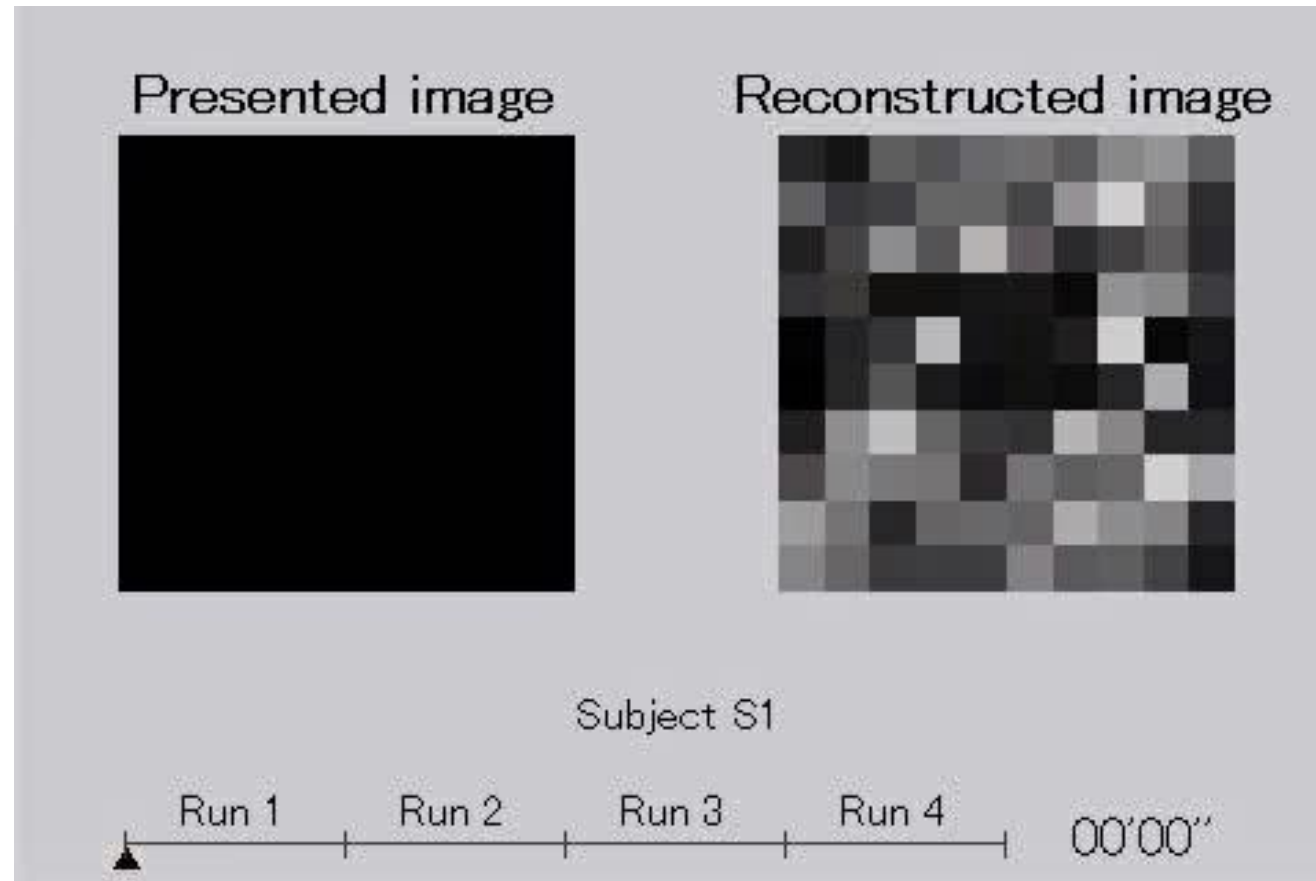 Presented image Reconstructed image
Subject S1
Run 1 Run 2 Run 3 Run 4 00'00"